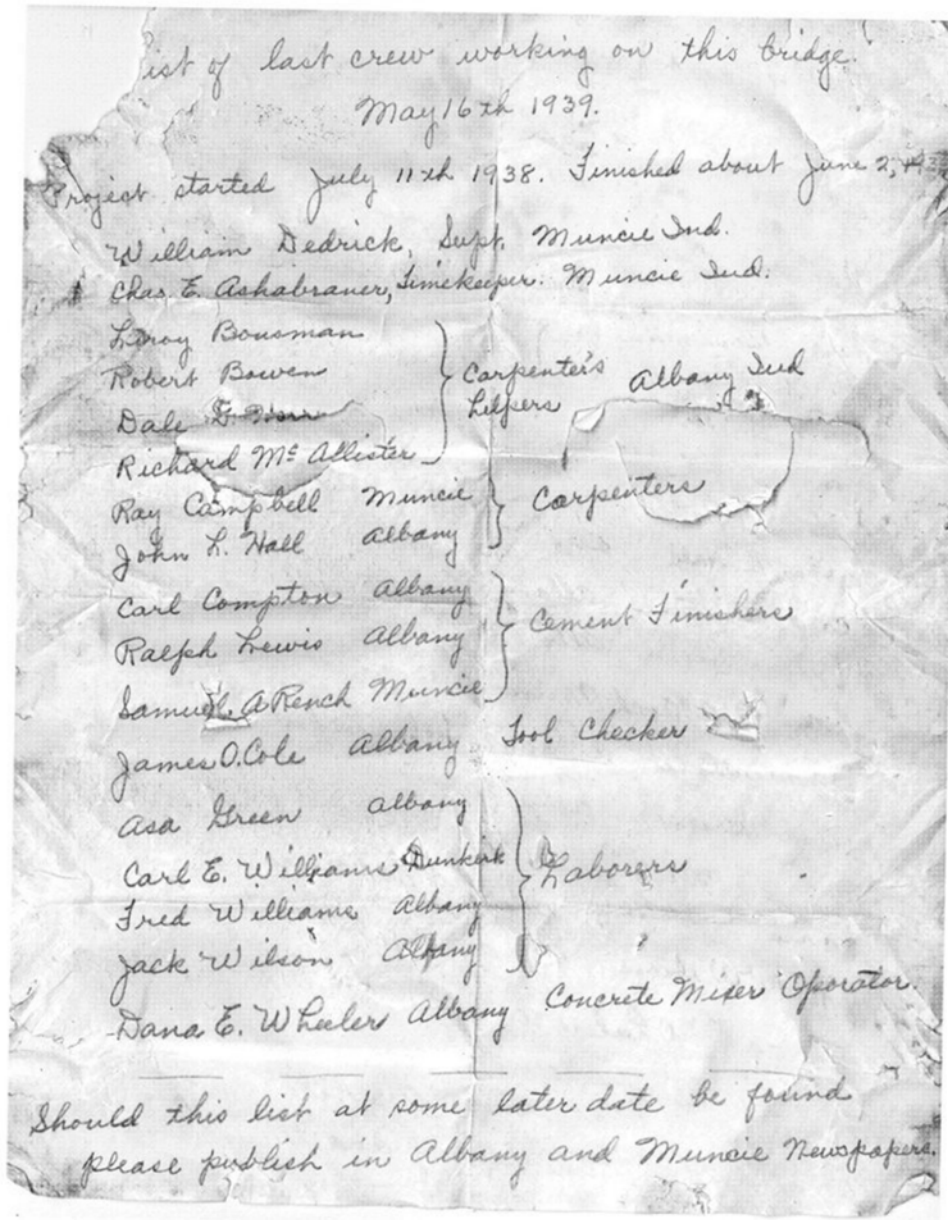 ist of last crew working on this bridge.
May 16th 1939.
Project started July 11th 1938. Finished about June 2,
William Dedrick, Supt. Muncie Ind.
Chas. E. Ashabraner, Timekeeper. Muncie Ind.
Leroy Bousman
Robert Bowen
Carpenter's helpers Albany Ind
Dale
Richard McAllister
Ray Campbell Muncie
Carpenters
John L. Hall Albany
Carl Compton Albany
Cement Finishers
Ralph Lewis Albany
Samuel A Rench Muncie
James O. Cole Albany Tool Checker
Asa Green Albany
Carl E. Williams Dunkirk
Laborers
Fred Williams Albany
Jack Wilson Albany
Dana E. Wheeler Albany Concrete Mixer Operator.
Should this list at some later date be found
please publish in Albany and Muncie Newspapers.